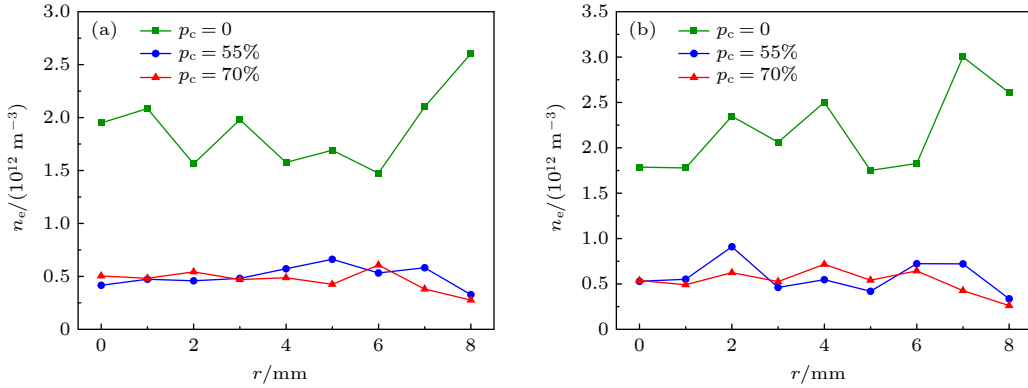 (a)
p_c = 0
p_c = 55%
p_c = 70%
3.0
2.5
2.0
1.5
1.0
0.5
0
n_e/(10^12 m^-3)
0 2 4 6 8
r/mm
(b)
p_c = 0
p_c = 55%
p_c = 70%
3.5
3.0
2.5
2.0
1.5
1.0
0.5
0
n_e/(10^12 m^-3)
0 2 4 6 8
r/mm